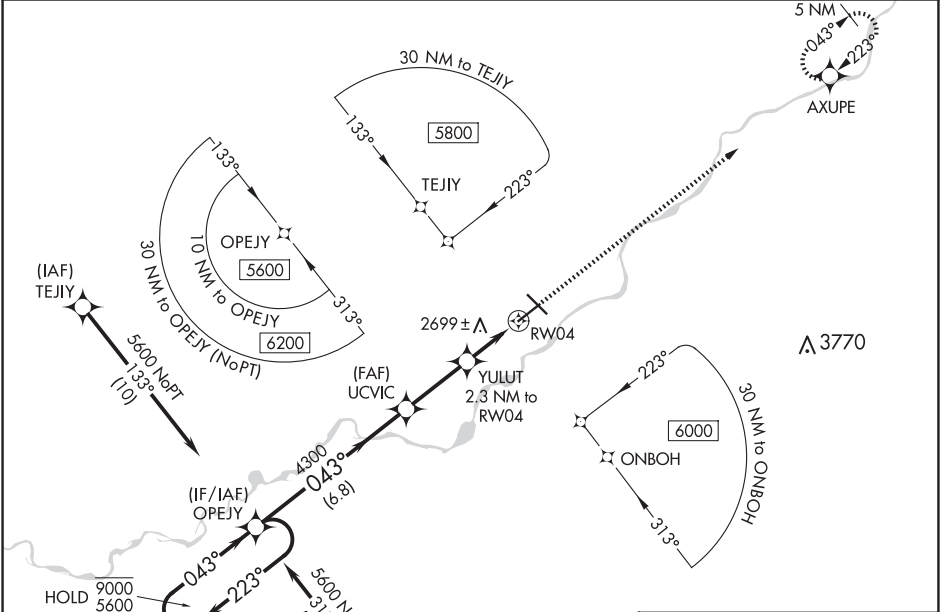 5 NM
043°
223°
AXUPE
30 NM to TEJIY
5800
133°
TEJIY
223°
133°
OPEJY
5600
10 NM to OPEJY
30 NM to OPEJY (NoPT)
6200
313°
(IAF)
TEJIY
5600 NoPT
133°
(10)
2699±
RW04
3770
(FAF)
UCVIC
YULUT
2.3 NM to
RW04
223°
6000
30 NM to ONBOH
ONBOH
313°
4300
043°
(6.8)
(IF/IAF)
OPEJY
043°
223°
HOLD
9000
5600
5600 N